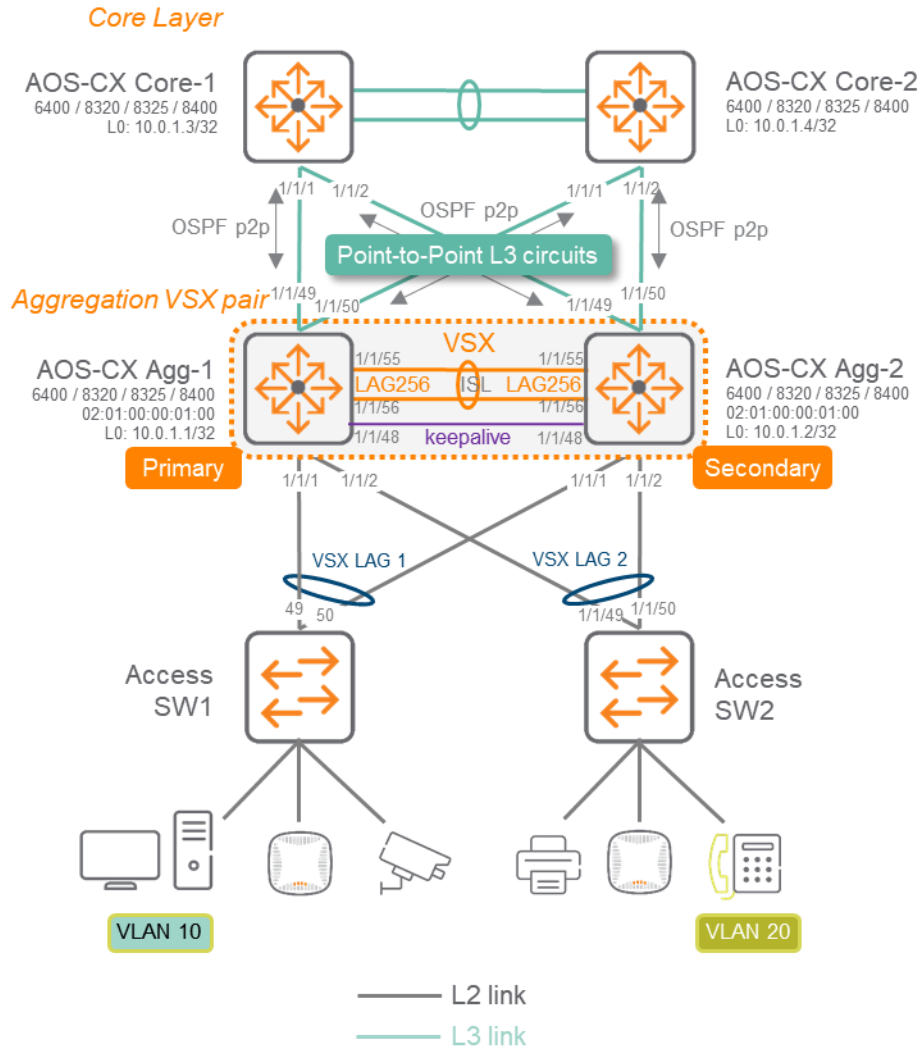 Core Layer
AOS-CX Core-1
6400 / 8320 / 8325 / 8400
L0: 10.0.1.3/32
AOS-CX Core-2
6400 / 8320 / 8325 / 8400
L0: 10.0.1.4/32
1/1/1
1/1/2
1/1/1
1/1/2
OSPF p2p
OSPF p2p
OSPF p2p
Point-to-Point L3 circuits
Aggregation VSX pair
1/1/49
1/1/50
1/1/49
1/1/50
VSX
AOS-CX Agg-1
6400 / 8320 / 8325 / 8400
02:01:00:00:01:00
L0: 10.0.1.1/32
Primary
1/1/55
1/1/55
LAG256
ISL
LAG256
1/1/56
1/1/56
1/1/48
keepalive
1/1/48
AOS-CX Agg-2
6400 / 8320 / 8325 / 8400
02:01:00:00:01:00
L0: 10.0.1.2/32
Secondary
1/1/1
1/1/2
1/1/1
1/1/2
VSX LAG 1
VSX LAG 2
49
50
1/1/49
1/1/50
Access
SW1
Access
SW2
VLAN 10
VLAN 20
L2 link
L3 link